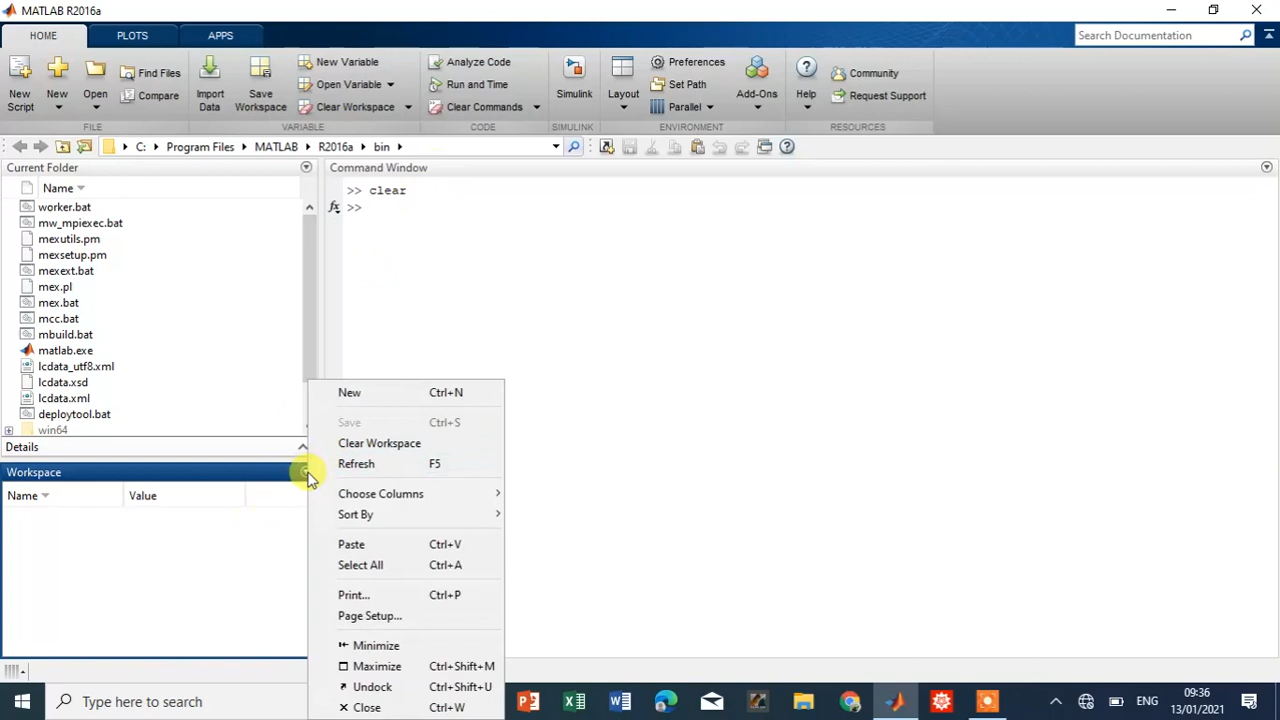 MATLAB R2016a
HOME PLOTS APPS
Search Documentation
New Script
New
Open
Find Files
Compare
FILE
Import Data
Save Workspace
New Variable
Open Variable
Clear Workspace
VARIABLE
Analyze Code
Run and Time
Clear Commands
CODE
Simulink
SIMULINK
Layout
Preferences
Set Path
Parallel
Add-Ons
ENVIRONMENT
Help
Community
Request Support
RESOURCES
C: Program Files MATLAB R2016a bin
Current Folder
Name
worker.bat
mw_mpiexec.bat
mexutils.pm
mexsetup.pm
mexext.bat
mex.pl
mex.bat
mcc.bat
mbuild.bat
matlab.exe
lcdata_utf8.xml
lcdata.xsd
lcdata.xml
deploytool.bat
win64
Details
Workspace
Name Value
Command Window
>> clear
fx >>
New Ctrl+N
Save Ctrl+S
Clear Workspace
Refresh F5
Choose Columns
Sort By
Paste Ctrl+V
Select All Ctrl+A
Print... Ctrl+P
Page Setup...
Minimize
Maximize Ctrl+Shift+M
Undock Ctrl+Shift+U
Close Ctrl+W
Type here to search
ENG
09:36
13/01/2021